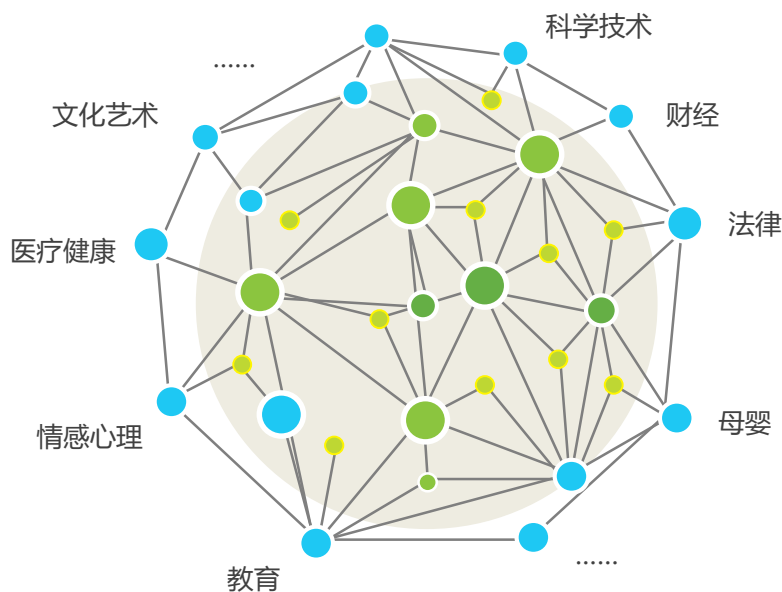 科学技术
......
文化艺术
财经
法律
医疗健康
情感心理
母婴
......
教育